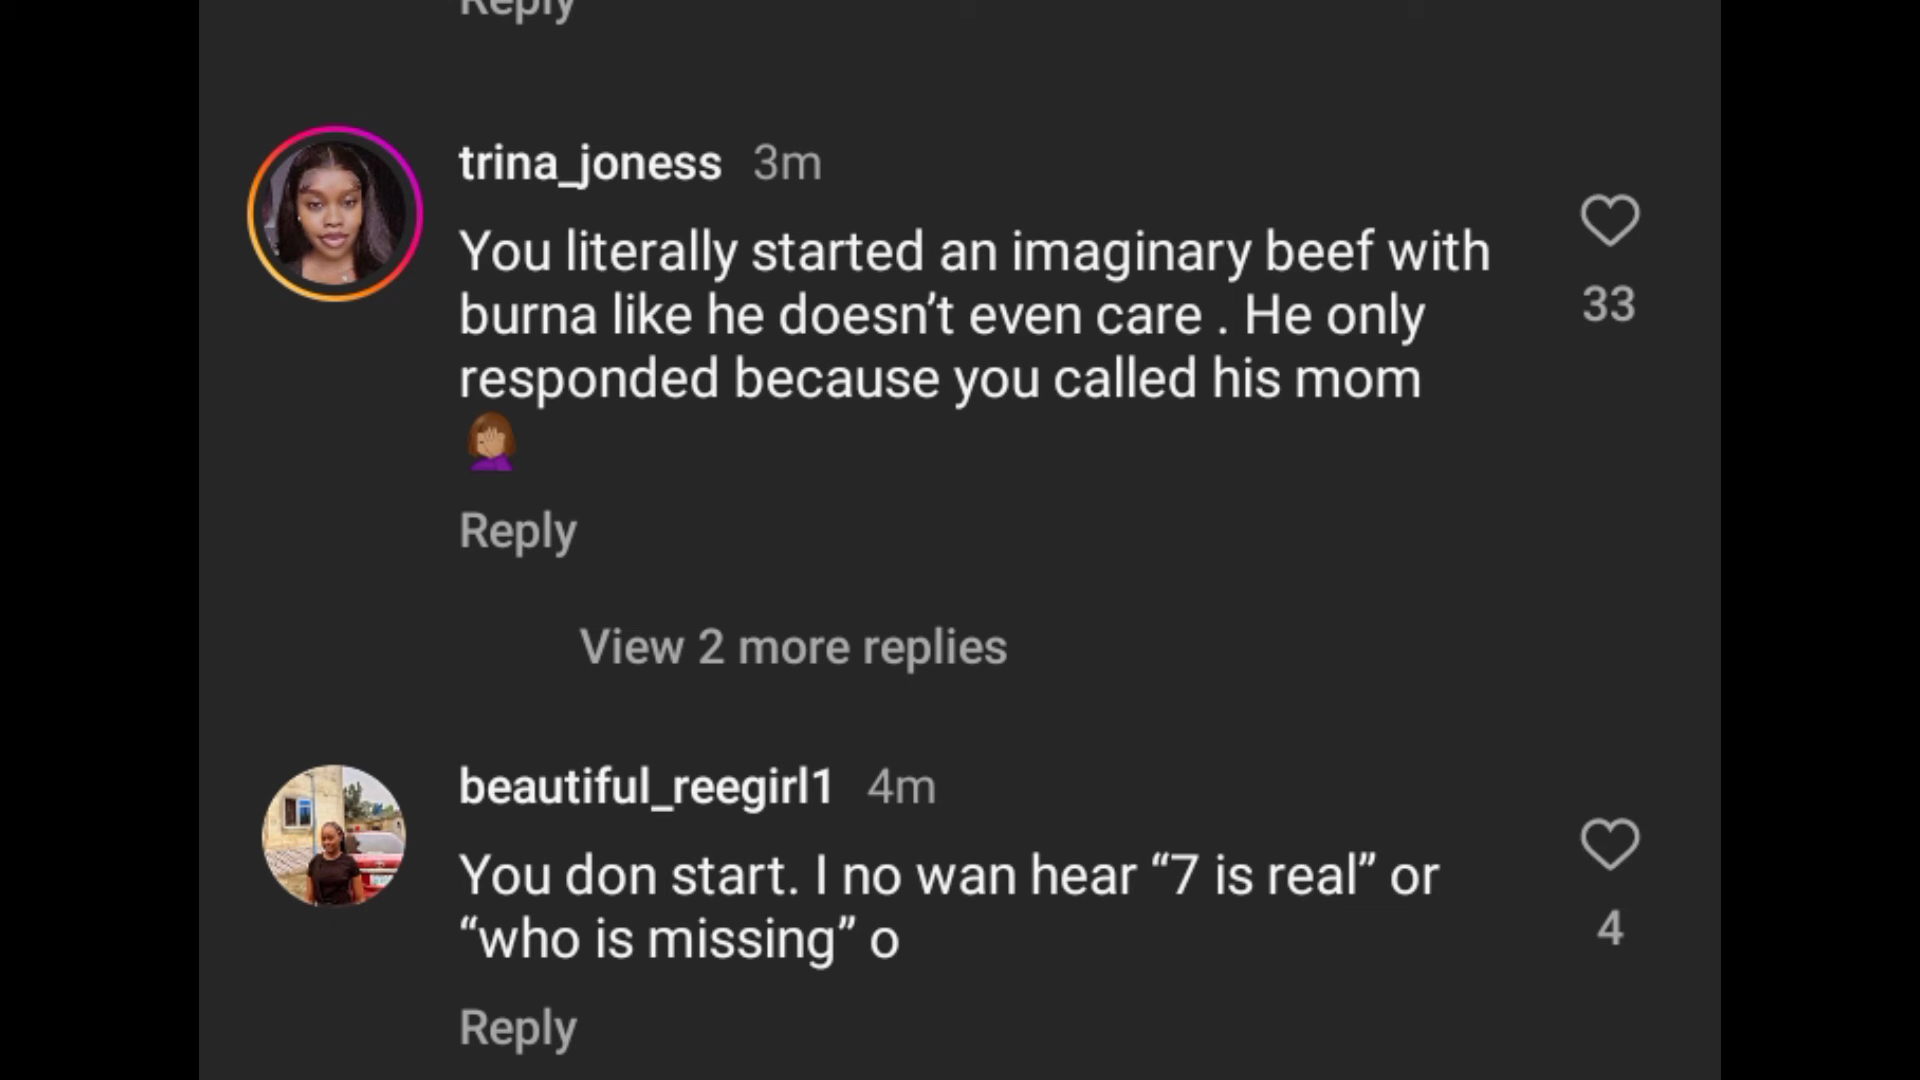 Reply
trina_joness 3m
You literally started an imaginary beef with
burna like he doesn’t even care . He only
responded because you called his mom
🤦🏽‍♀️
33
Reply
View 2 more replies
beautiful_reegirl1 4m
You don start. I no wan hear “7 is real” or
“who is missing” o
4
Reply